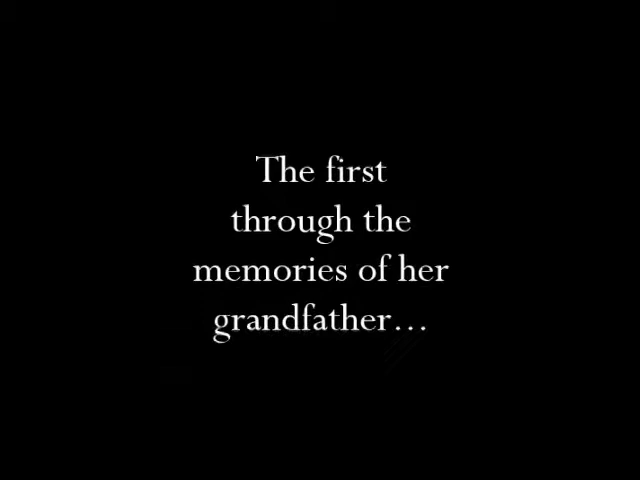 The first
through the
memories of her
grandfather...